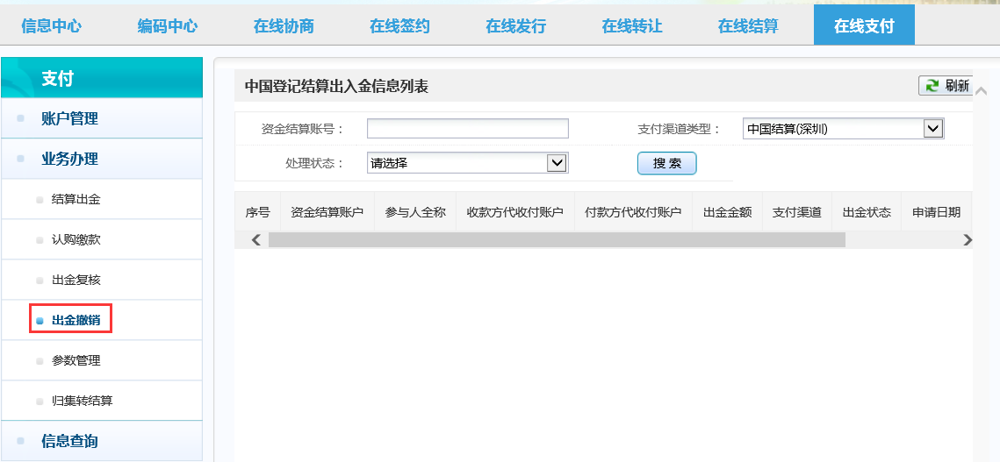 信息中心 编码中心 在线协商 在线签约 在线发行 在线转让 在线结算 在线支付
支付
账户管理
业务办理
结算出金
认购缴款
出金复核
出金撤销
参数管理
归集转结算
信息查询
中国登记结算出入金信息列表 刷新
资金结算账号： 支付渠道类型： 中国结算(深圳)
处理状态： 请选择 搜 索
序号 资金结算账户 参与人全称 收款方代收付账户 付款方代收付账户 出金金额 支付渠道 出金状态 申请日期